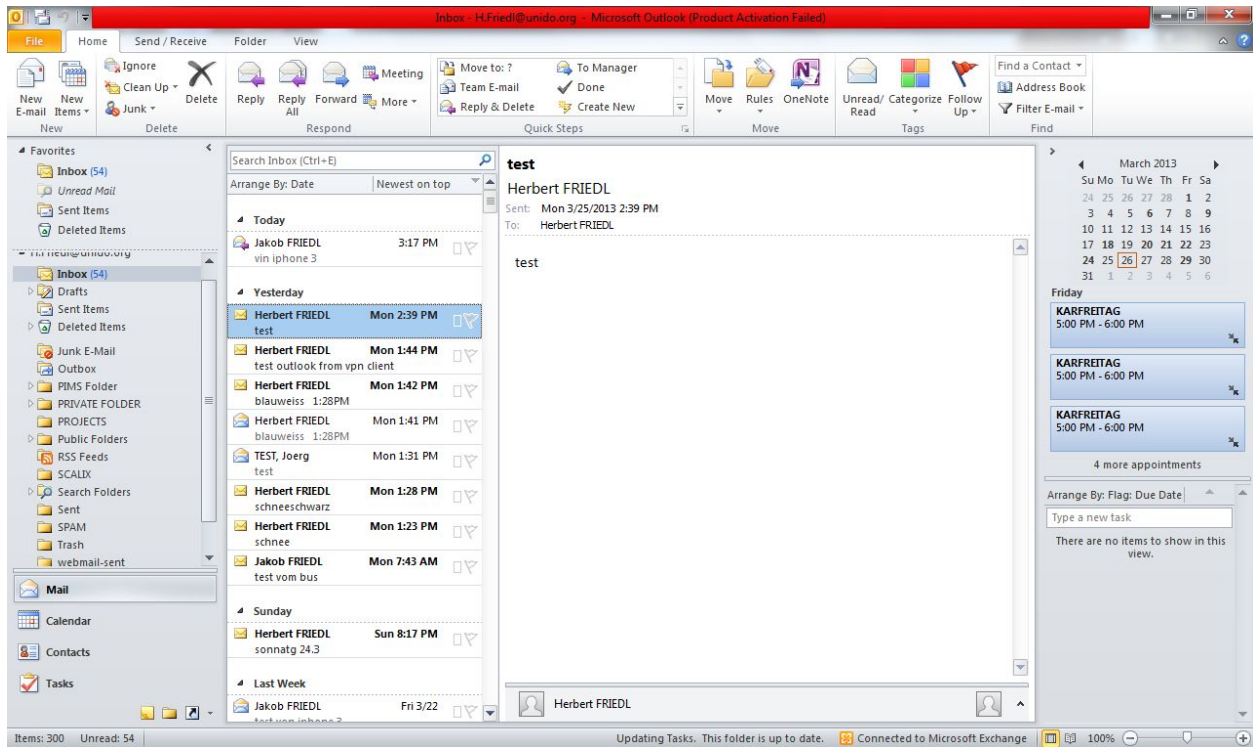 Inbox - H.Friedl@unido.org - Microsoft Outlook (Product Activation Failed)
File Home Send / Receive Folder View
New E-mail
New Items
Ignore
Clean Up
Junk
Delete
Reply
Reply All
Forward
Meeting
More
Move to: ?
Team E-mail
Reply & Delete
To Manager
Done
Create New
Move
Rules
OneNote
Unread/ Read
Categorize
Follow Up
Find a Contact
Address Book
Filter E-mail
New Delete Respond Quick Steps Move Tags Find
Favorites
Inbox (54)
Unread Mail
Sent Items
Deleted Items
H.Friedl@unido.org
Inbox (54)
Drafts
Sent Items
Deleted Items
Junk E-Mail
Outbox
PIMS Folder
PRIVATE FOLDER
PROJECTS
Public Folders
RSS Feeds
SCALIX
Search Folders
Sent
SPAM
Trash
webmail-sent
Mail
Calendar
Contacts
Tasks
Search Inbox (Ctrl+E)
Arrange By: Date Newest on top
Today
Jakob FRIEDL 3:17 PM
vin iphone 3
Yesterday
Herbert FRIEDL Mon 2:39 PM
test
Herbert FRIEDL Mon 1:44 PM
test outlook from vpn client
Herbert FRIEDL Mon 1:42 PM
blauweiss 1:28PM
Herbert FRIEDL Mon 1:41 PM
blauweiss 1:28PM
TEST, Joerg Mon 1:31 PM
test
Herbert FRIEDL Mon 1:28 PM
schneeschwarz
Herbert FRIEDL Mon 1:23 PM
schnee
Jakob FRIEDL Mon 7:43 AM
test vom bus
Sunday
Herbert FRIEDL Sun 8:17 PM
sonnatg 24.3
Last Week
Jakob FRIEDL Fri 3/22
test
Herbert FRIEDL
Sent: Mon 3/25/2013 2:39 PM
To: Herbert FRIEDL
test
Herbert FRIEDL
March 2013
Su Mo Tu We Th Fr Sa
24 25 26 27 28 1 2
3 4 5 6 7 8 9
10 11 12 13 14 15 16
17 18 19 20 21 22 23
24 25 26 27 28 29 30
31 1 2 3 4 5 6
Friday
KARFREITAG
5:00 PM - 6:00 PM
KARFREITAG
5:00 PM - 6:00 PM
KARFREITAG
5:00 PM - 6:00 PM
4 more appointments
Arrange By: Flag: Due Date
Type a new task
There are no items to show in this
view.
Items: 300 Unread: 54 Updating Tasks. This folder is up to date. Connected to Microsoft Exchange 100%